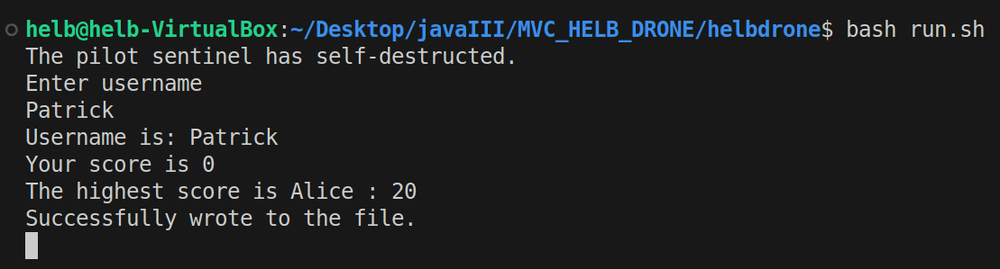 helb@helb-VirtualBox:~/Desktop/javaIII/MVC_HELB_DRONE/helbdrone$ bash run.sh
The pilot sentinel has self-destructed.
Enter username
Patrick
Username is: Patrick
Your score is 0
The highest score is Alice : 20
Successfully wrote to the file.